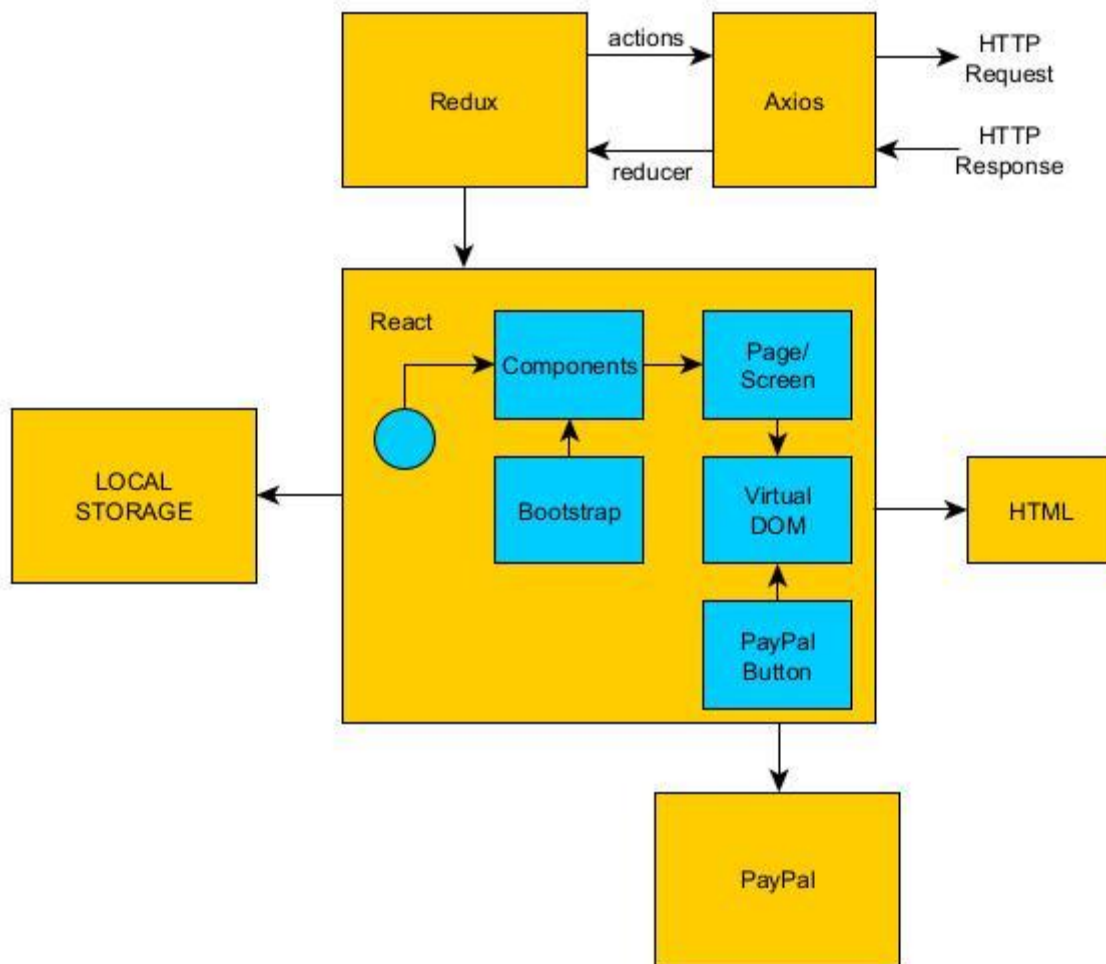 actions
HTTP
Request
Redux
Axios
HTTP
Response
reducer
React
Components
Page/
Screen
LOCAL
STORAGE
Bootstrap
Virtual
DOM
HTML
PayPal
Button
PayPal